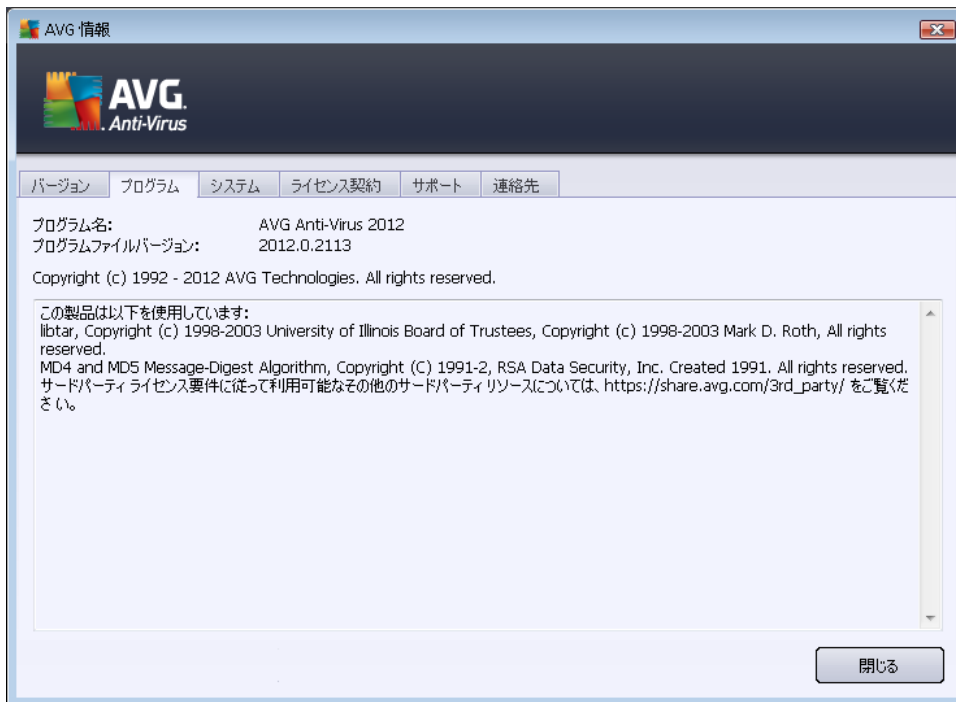 AVG 情報
AVG.
Anti-Virus
バージョン プログラム システム ライセンス契約 サポート 連絡先
プログラム名: AVG Anti-Virus 2012
プログラムファイルバージョン: 2012.0.2113
Copyright (c) 1992 - 2012 AVG Technologies. All rights reserved.
この製品は以下を使用しています:
libtar, Copyright (c) 1998-2003 University of Illinois Board of Trustees, Copyright (c) 1998-2003 Mark D. Roth, All rights
reserved.
MD4 and MD5 Message-Digest Algorithm, Copyright (C) 1991-2, RSA Data Security, Inc. Created 1991. All rights reserved.
サードパーティ ライセンス要件に従って利用可能なその他のサードパーティ リソースについては、https://share.avg.com/3rd_party/ をご覧くだ
さい。
閉じる